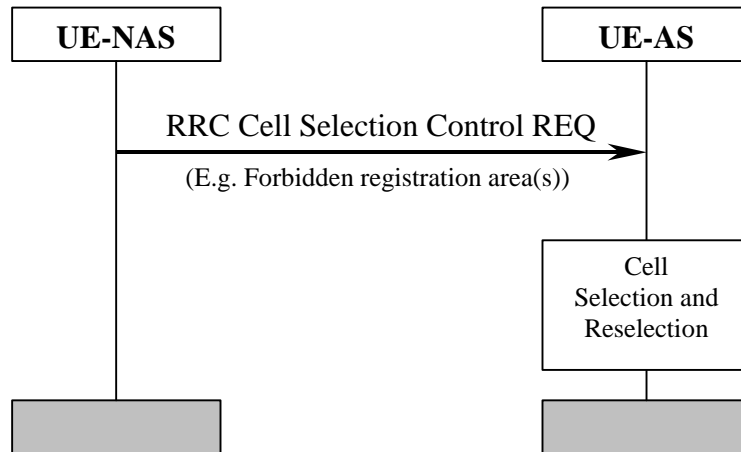 UE-NAS
UE-AS
RRC Cell Selection Control REQ
(E.g. Forbidden registration area(s))
Cell
Selection and
Reselection